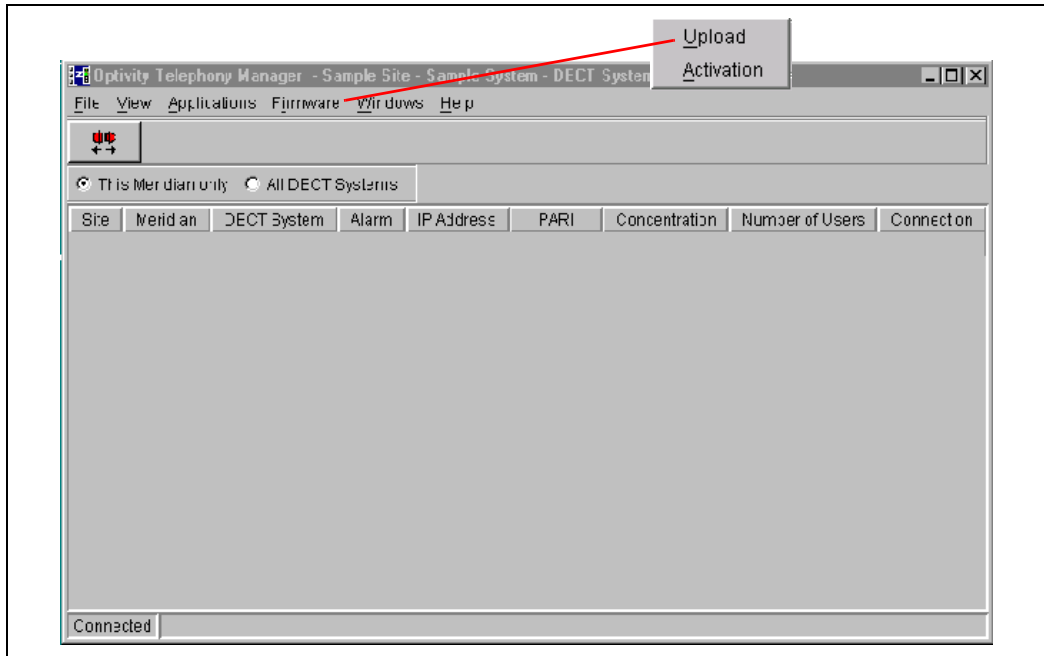 Upload
Activation
Optivity Telephony Manager - Sample Site - Sample System - DECT System
File View Applications Firmware Windows Help
This Meridian only All DECT Systems
Site Meridian DECT System Alarm IP Address PARI Concentration Number of Users Connection
Connected